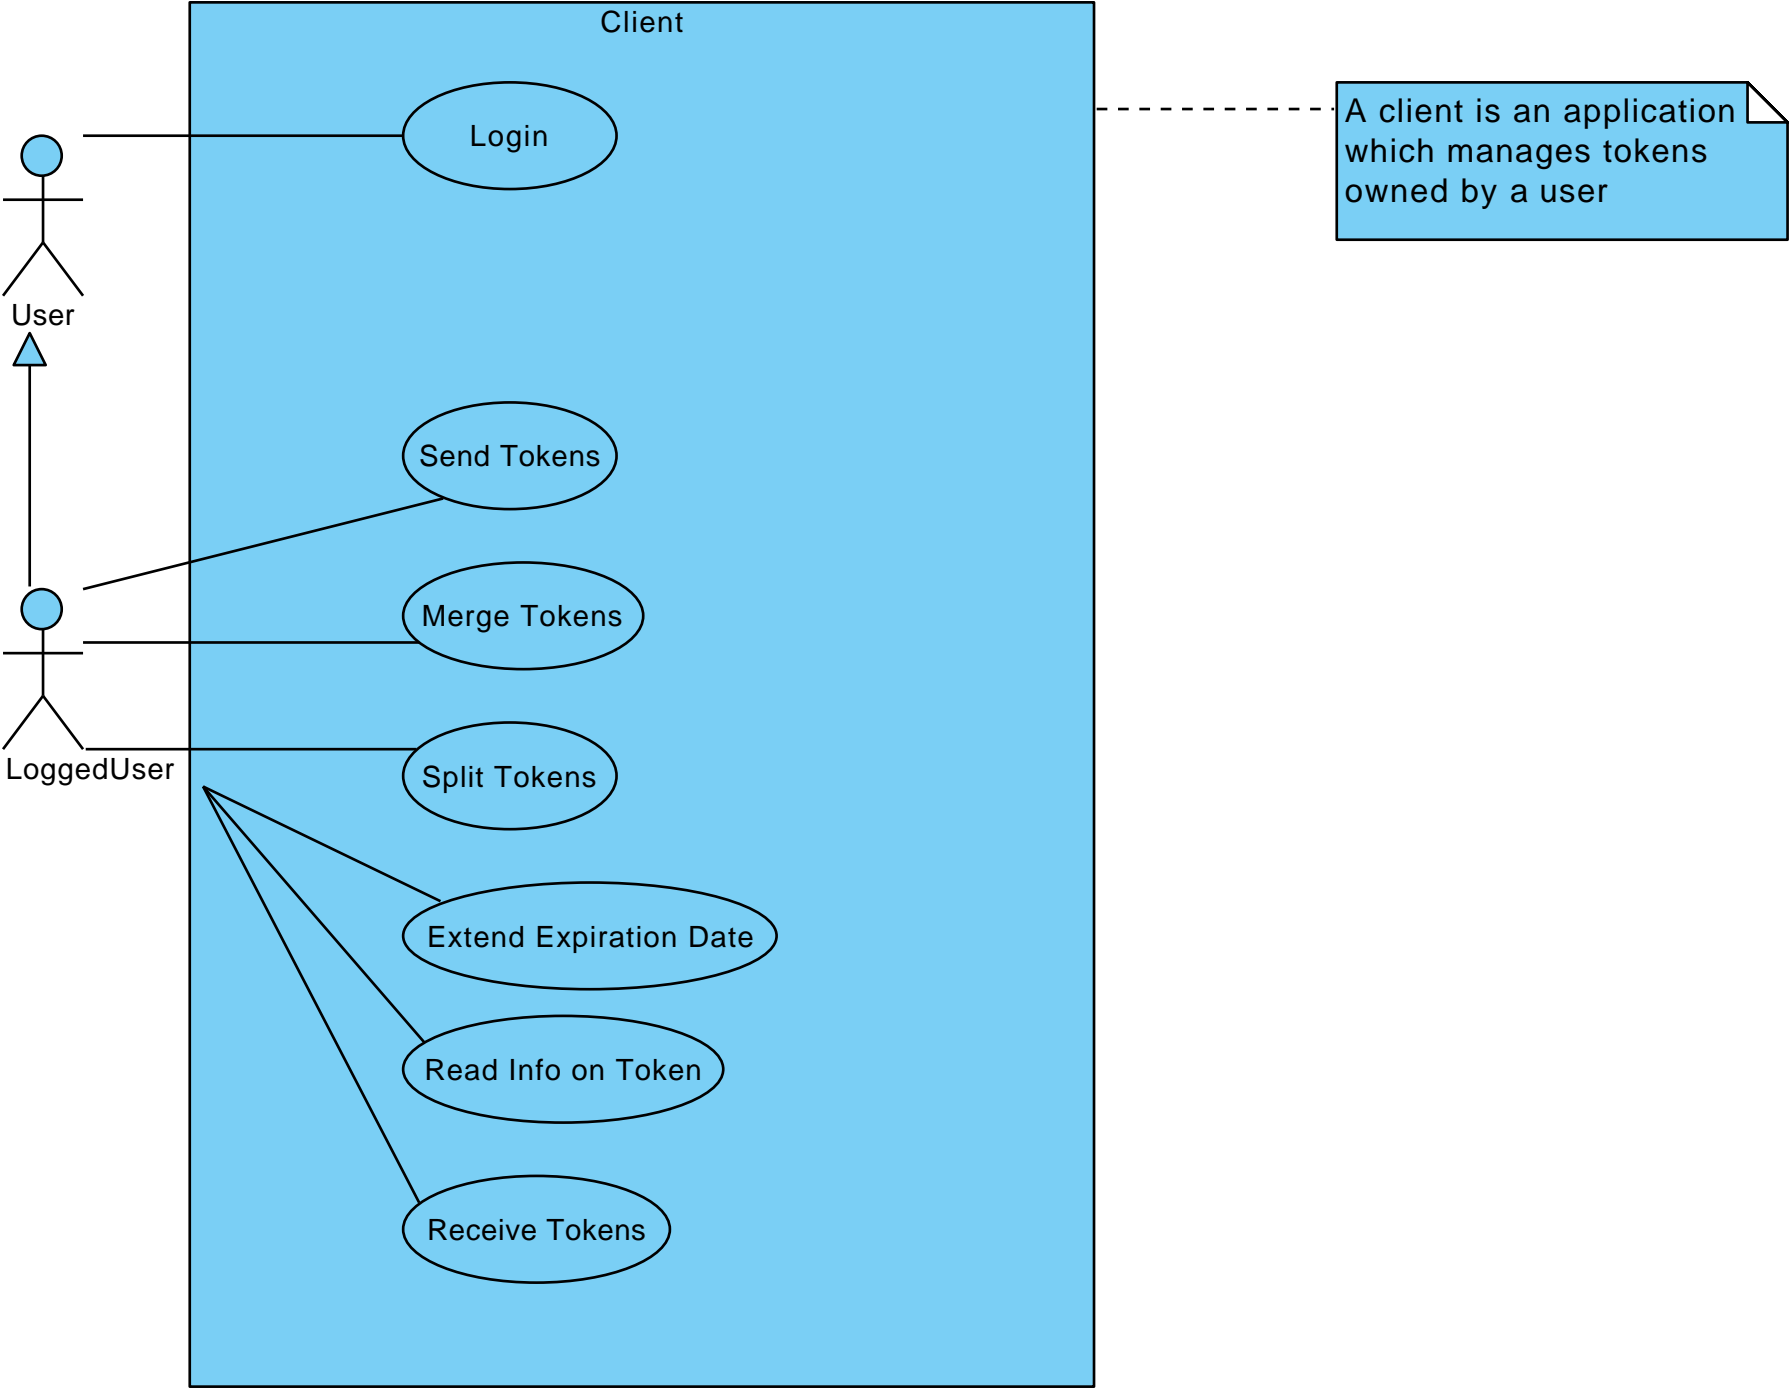 Client
Login
A client is an application
which manages tokens
owned by a user
User
Send Tokens
Merge Tokens
Split Tokens
LoggedUser
Extend Expiration Date
Read Info on Token
Receive Tokens